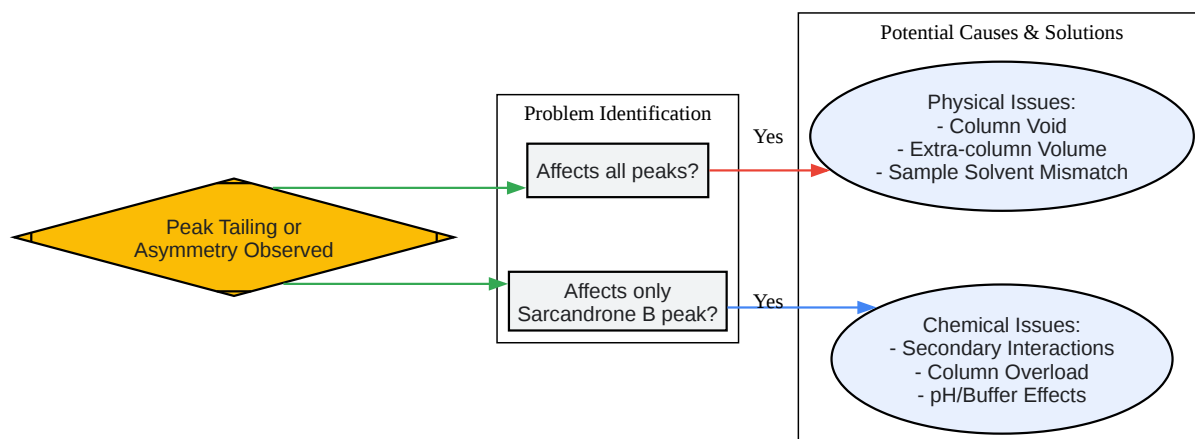 Peak Tailing or
Asymmetry Observed
Problem Identification
Affects all peaks?
Affects only
Sarcandrone B peak?
Yes
Yes
Potential Causes & Solutions
Physical Issues:
- Column Void
- Extra-column Volume
- Sample Solvent Mismatch
Chemical Issues:
- Secondary Interactions
- Column Overload
- pH/Buffer Effects